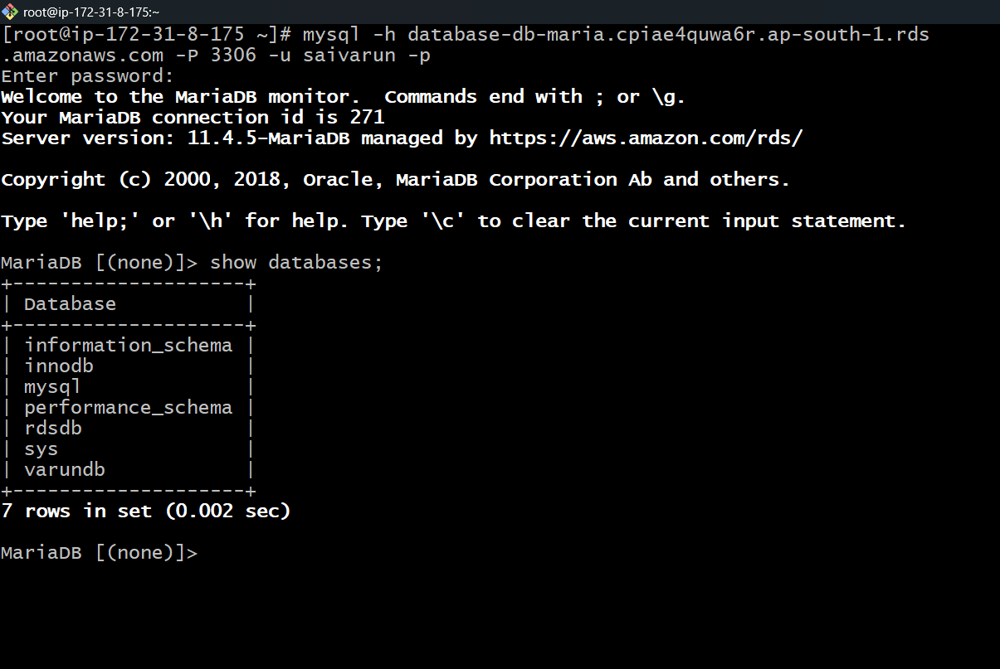 root@ip-172-31-8-175:~
[root@ip-172-31-8-175 ~]# mysql -h database-db-maria.cpiae4quwa6r.ap-south-1.rds
.amazonaws.com -P 3306 -u saivarun -p
Enter password:
Welcome to the MariaDB monitor.  Commands end with ; or \g.
Your MariaDB connection id is 271
Server version: 11.4.5-MariaDB managed by https://aws.amazon.com/rds/
Copyright (c) 2000, 2018, Oracle, MariaDB Corporation Ab and others.
Type 'help;' or '\h' for help. Type '\c' to clear the current input statement.
MariaDB [(none)]> show databases;
+--------------------+
| Database           |
+--------------------+
| information_schema |
| innodb             |
| mysql              |
| performance_schema |
| rdsdb              |
| sys                |
| varundb            |
+--------------------+
7 rows in set (0.002 sec)
MariaDB [(none)]>